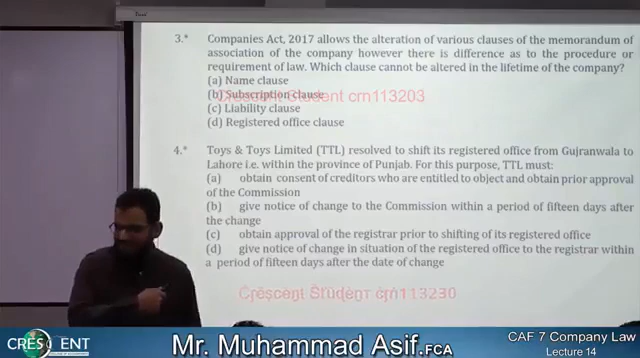 3.* Companies Act, 2017 allows the alteration of various clauses of the memorandum of
association of the company however there is difference as to the procedure or
requirement of law. Which clause cannot be altered in the lifetime of the company?
(a) Name clause
(b) Subscription clause
Crescent Student crn113203
(c) Liability clause
(d) Registered office clause
4.* Toys & Toys Limited (TTL) resolved to shift its registered office from Gujranwala to
Lahore i.e. within the province of Punjab. For this purpose, TTL must:
(a) obtain consent of creditors who are entitled to object and obtain prior approval
of the Commission
(b) give notice of change to the Commission within a period of fifteen days after
the change
(c) obtain approval of the registrar prior to shifting of its registered office
(d) give notice of change in situation of the registered office to the registrar within
a period of fifteen days after the date of change
CRESCENT
Mr. Muhammad Asif.FCA
CAF 7 Company Law
Lecture 14